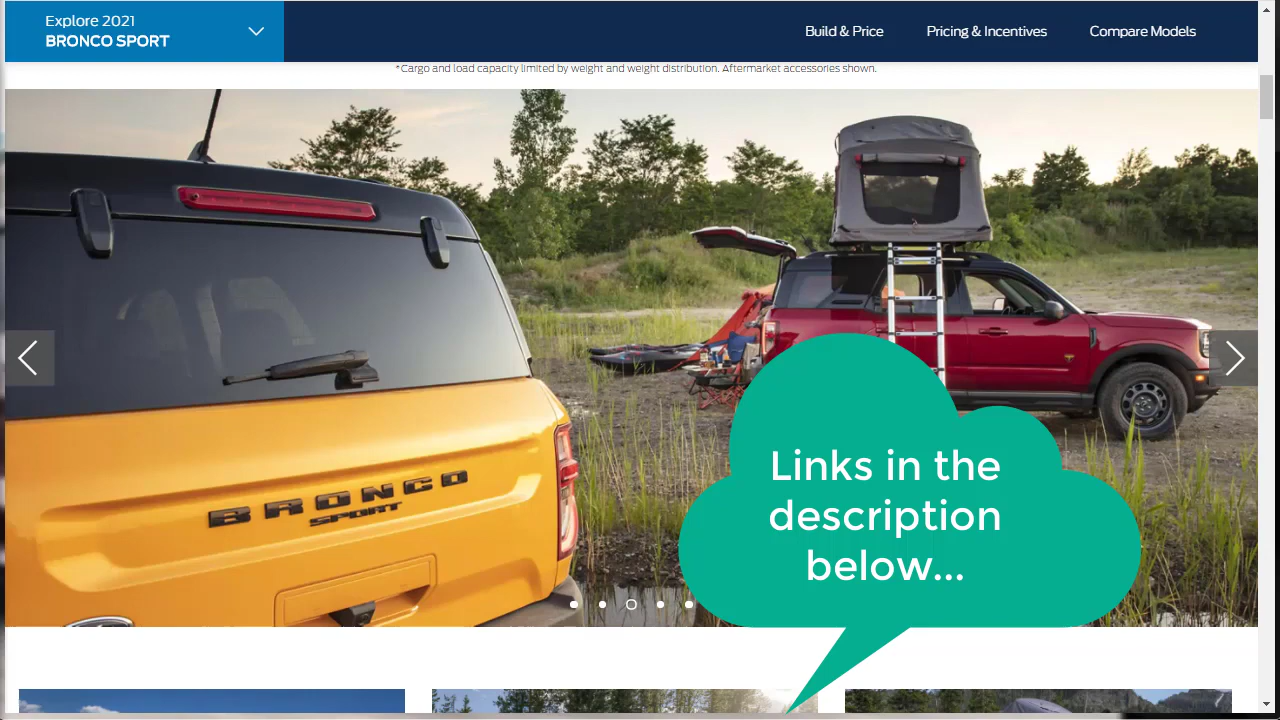 Explore 2021
BRONCO SPORT
Build & Price
Pricing & Incentives
Compare Models
*Cargo and load capacity limited by weight and weight distribution. Aftermarket accessories shown.
BRONCO
SPORT
Links in the
description
below...